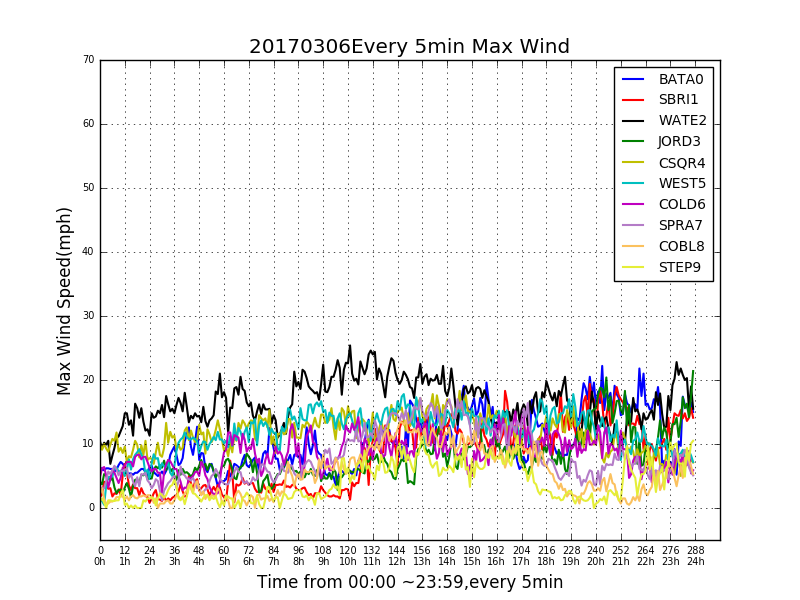 20170306Every 5min Max Wind
70
60
50
40
30
20
10
0
Max Wind Speed(mph)
BATA0
SBRI1
WATE2
JORD3
CSQR4
WEST5
COLD6
SPRA7
COBL8
STEP9
0 12 24 36 48 60 72 84 96 108 120 132 144 156 168 180 192 204 216 228 240 252 264 276 288
0h 1h 2h 3h 4h 5h 6h 7h 8h 9h 10h 11h 12h 13h 14h 15h 16h 17h 18h 19h 20h 21h 22h 23h 24h
Time from 00:00 ~23:59,every 5min